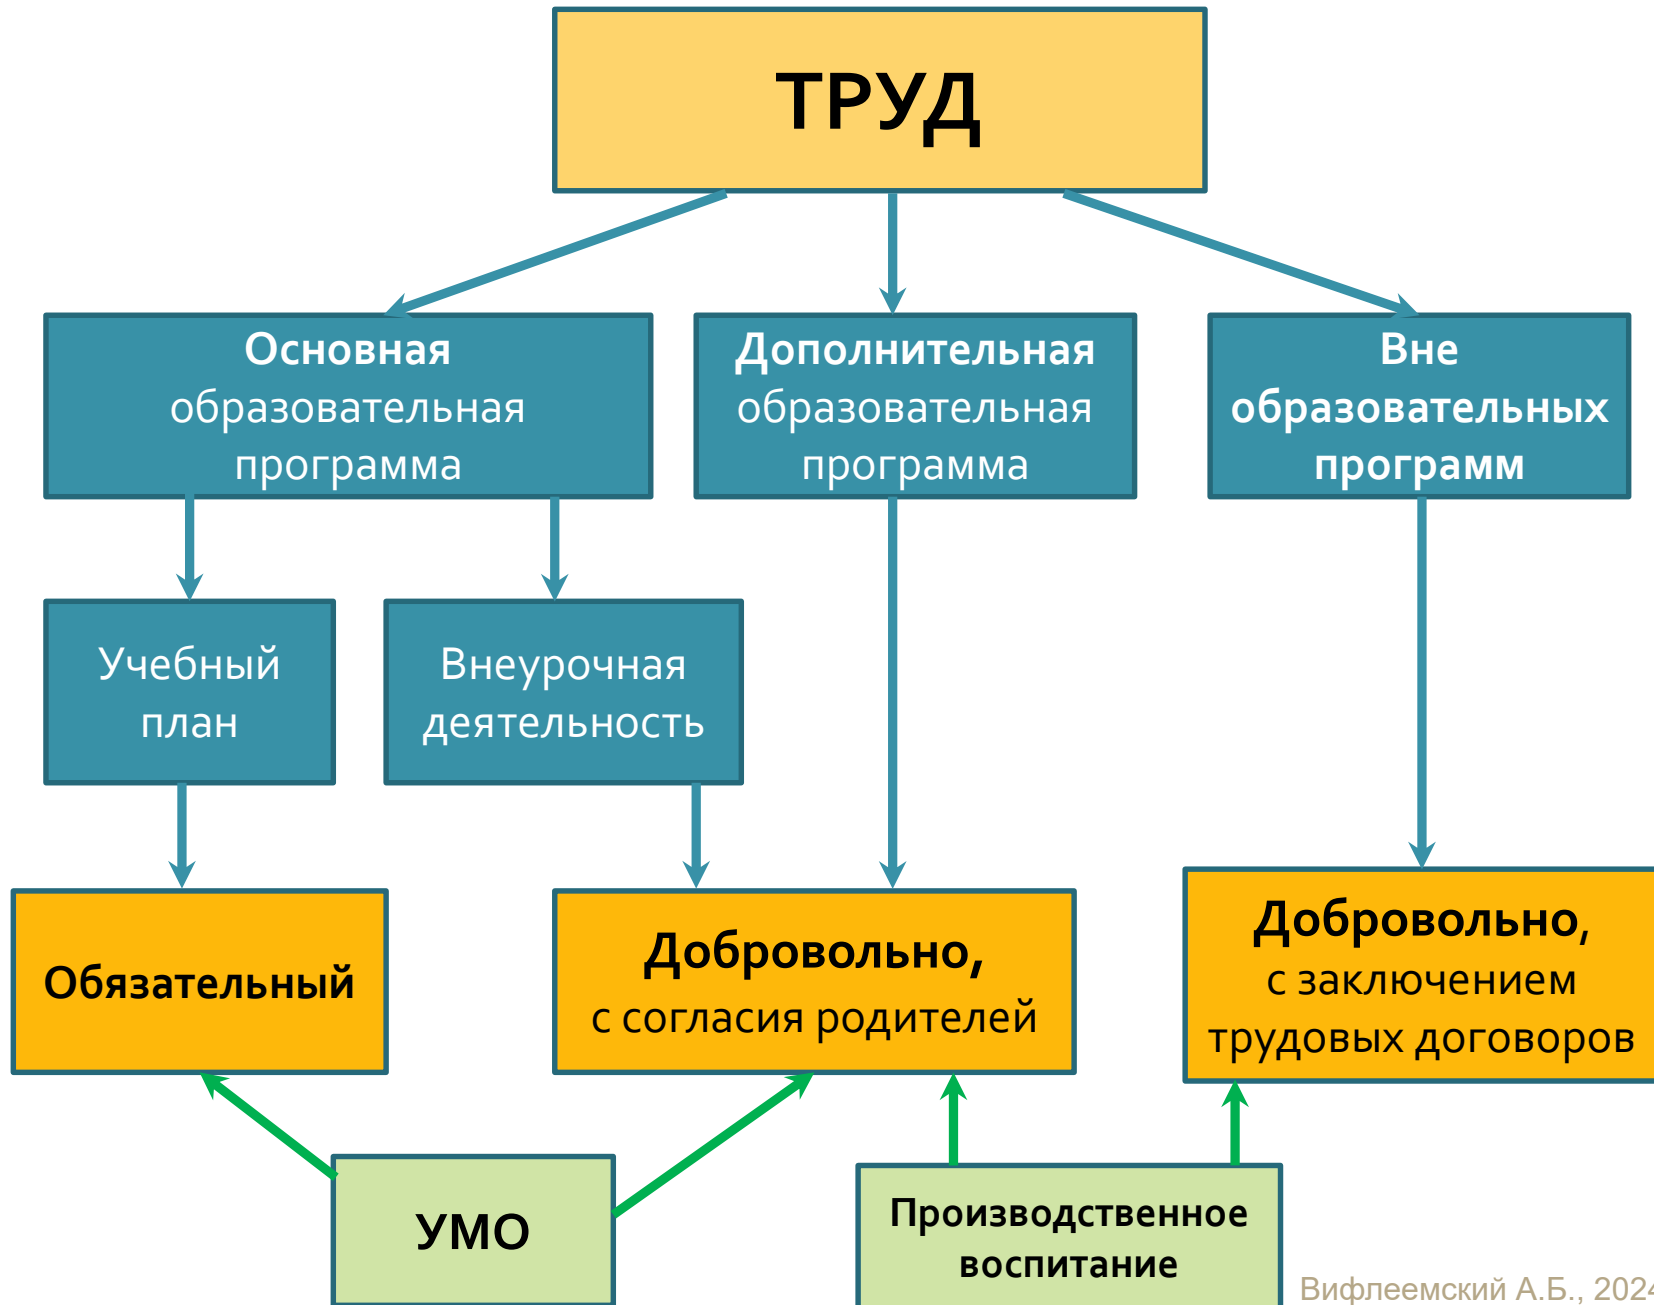 ТРУД
Основная
образовательная
программа
Дополнительная
образовательная
программа
Вне
образовательных
программ
Учебный
план
Внеурочная
деятельность
Обязательный
Добровольно,
с согласия родителей
Добровольно,
с заключением
трудовых договоров
УМО
Производственное
воспитание
Вифлеемский А.Б., 2024